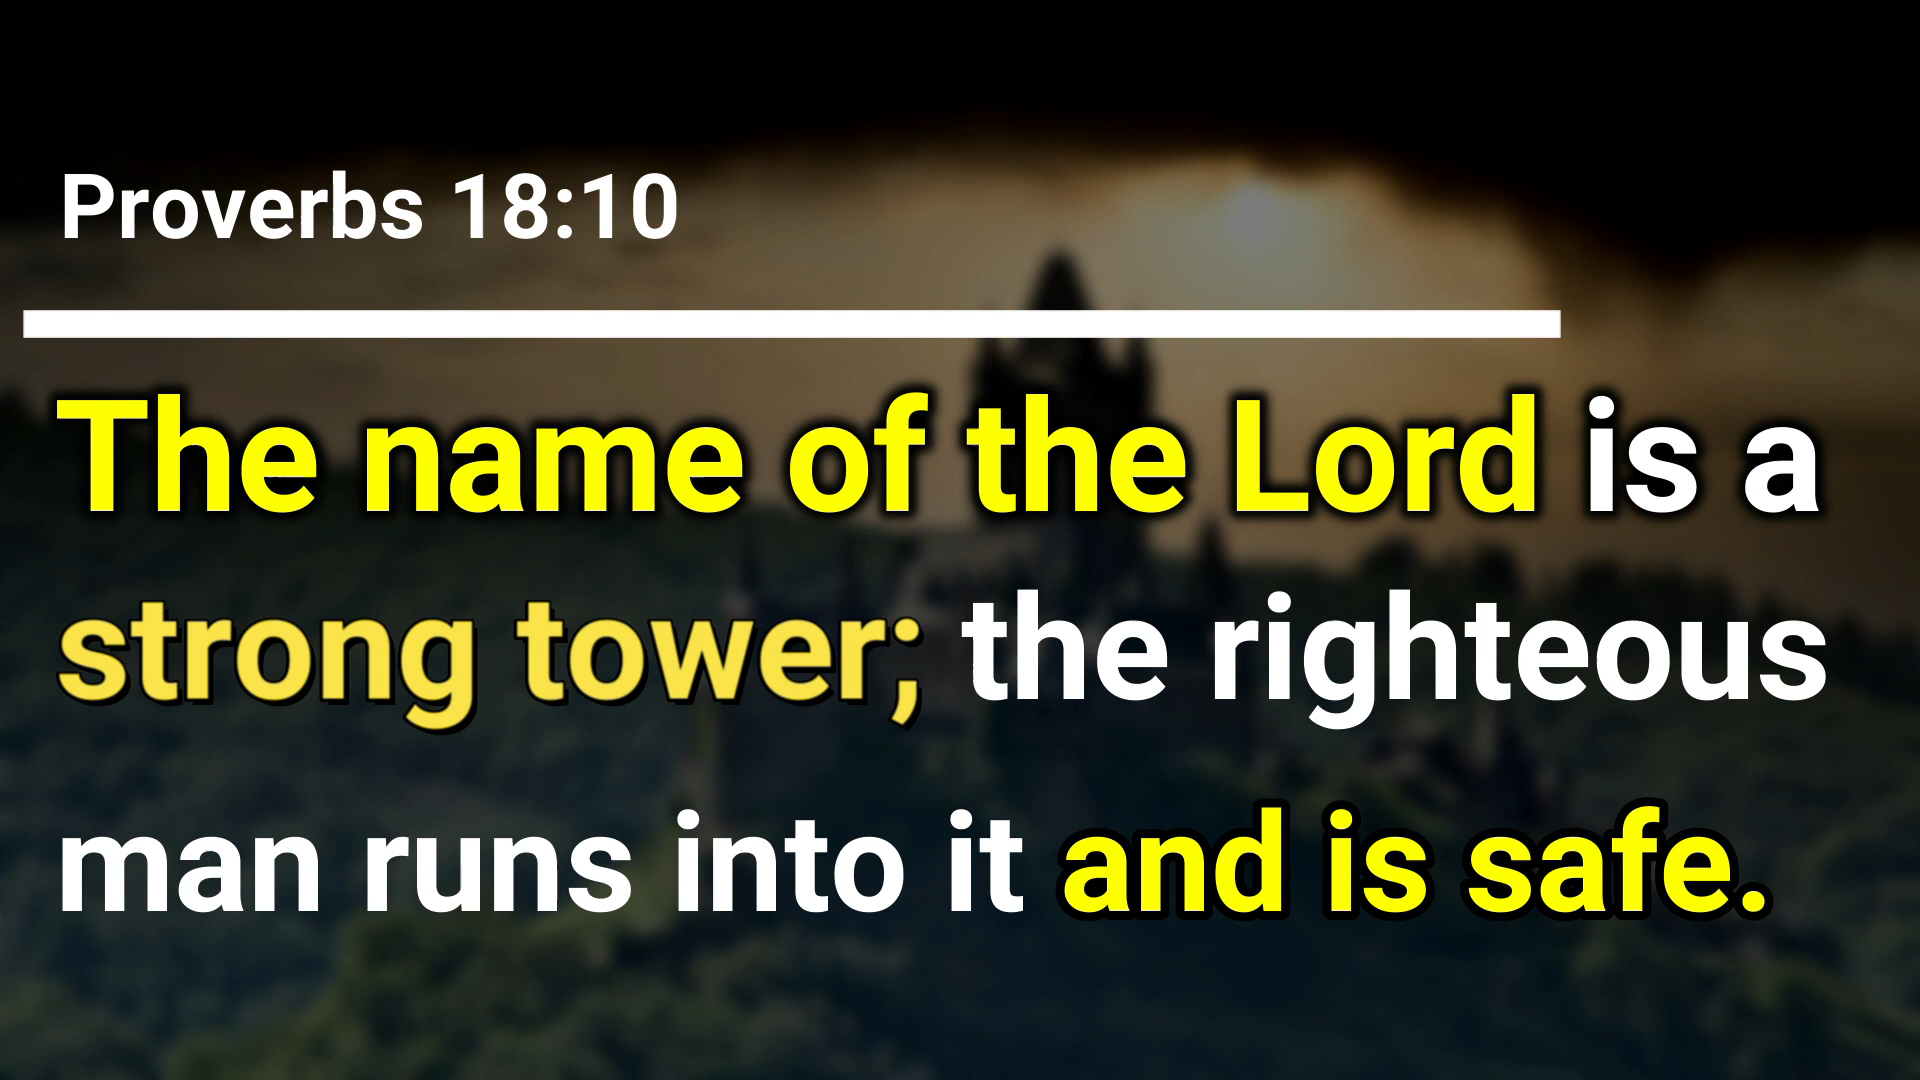 Proverbs 18:10
The name of the Lord is a
strong tower; the righteous
man runs into it and is safe.